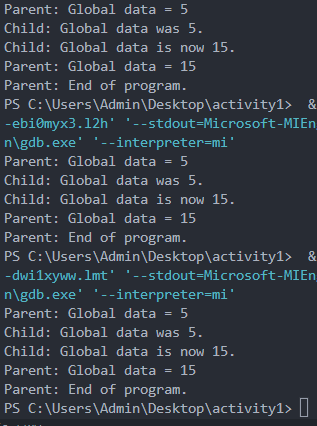 Parent: Global data = 5
Child: Global data was 5.
Child: Global data is now 15.
Parent: Global data = 15
Parent: End of program.
PS C:\Users\Admin\Desktop\activity1>  &
-ebi0myx3.l2h' '--stdout=Microsoft-MIEn
n\gdb.exe' '--interpreter=mi'
Parent: Global data = 5
Child: Global data was 5.
Child: Global data is now 15.
Parent: Global data = 15
Parent: End of program.
PS C:\Users\Admin\Desktop\activity1>  &
-dwi1xyww.lmt' '--stdout=Microsoft-MIEn
n\gdb.exe' '--interpreter=mi'
Parent: Global data = 5
Child: Global data was 5.
Child: Global data is now 15.
Parent: Global data = 15
Parent: End of program.
PS C:\Users\Admin\Desktop\activity1>